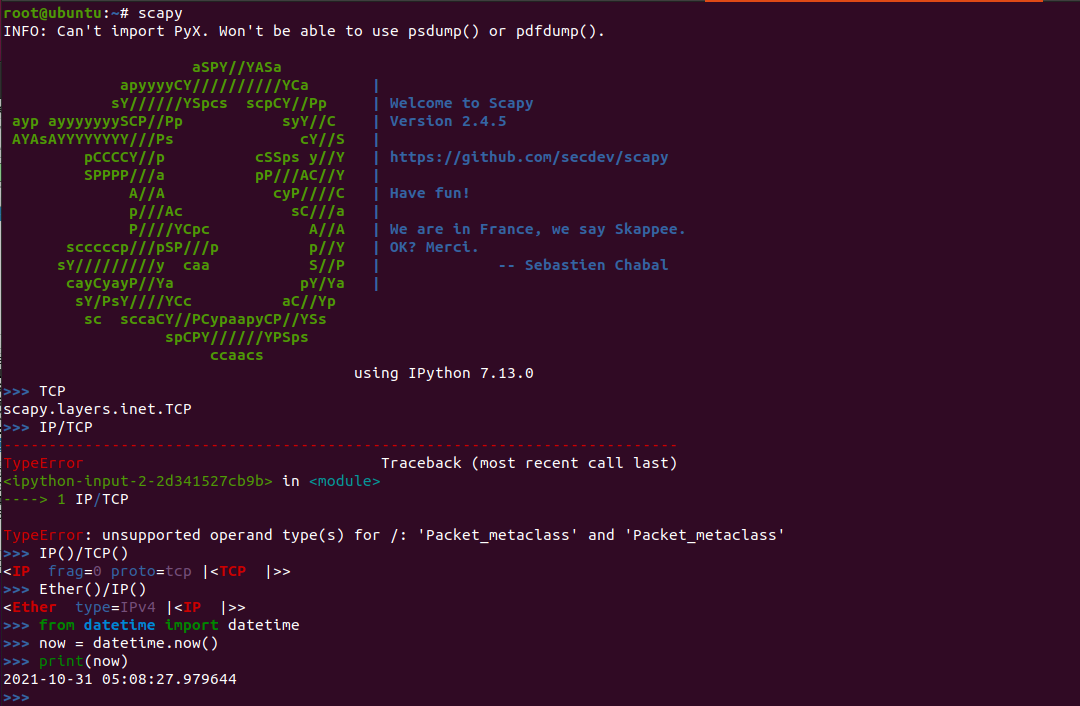 root@ubuntu:~# scapy
INFO: Can't import PyX. Won't be able to use psdump() or pdfdump().
                     aSPY//YASa
             apyyyyCY//////////YCa       |
            sY//////YSpcs  scpCY//Pp     | Welcome to Scapy
 ayp ayyyyyyySCP//Pp           syY//C    | Version 2.4.5
 AYAsAYYYYYYYY///Ps              cY//S   |
         pCCCCY//p          cSSps y//Y   | https://github.com/secdev/scapy
         SPPPP///a          pP///AC//Y   |
              A//A            cyP////C   | Have fun!
              p///Ac            sC///a   |
              P////YCpc           A//A   | We are in France, we say Skappee.
       scccccp///pSP///p          p//Y   | OK? Merci.
      sY/////////y  caa           S//P   |             -- Sebastien Chabal
       cayCyayP//Ya              pY/Ya   |
        sY/PsY////YCc          aC//Yp
         sc  sccaCY//PCypaapyCP//YSs
                  spCPY//////YPSps
                       ccaacs
                                       using IPython 7.13.0
>>> TCP
scapy.layers.inet.TCP
>>> IP/TCP
---------------------------------------------------------------------------
TypeError                                 Traceback (most recent call last)
<ipython-input-2-2d341527cb9b> in <module>
----> 1 IP/TCP
TypeError: unsupported operand type(s) for /: 'Packet_metaclass' and 'Packet_metaclass'
>>> IP()/TCP()
<IP  frag=0 proto=tcp |<TCP  |>>
>>> Ether()/IP()
<Ether  type=IPv4 |<IP  |>>
>>> from datetime import datetime
>>> now = datetime.now()
>>> print(now)
2021-10-31 05:08:27.979644
>>>